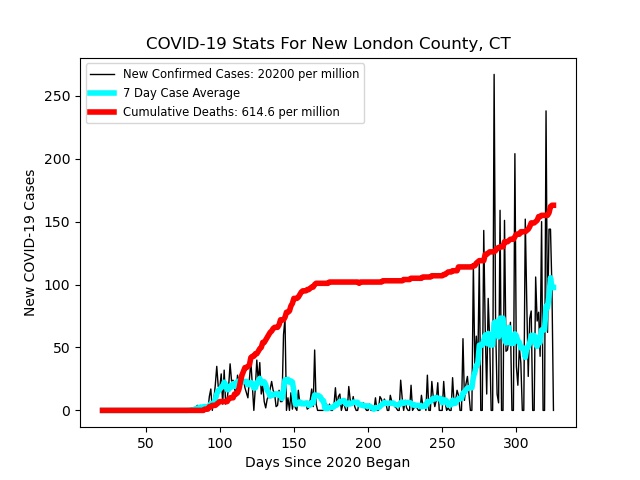 COVID-19 Stats For New London County, CT
New Confirmed Cases: 20200 per million
7 Day Case Average
Cumulative Deaths: 614.6 per million
New COVID-19 Cases
250
200
150
100
50
0
50 100 150 200 250 300
Days Since 2020 Began